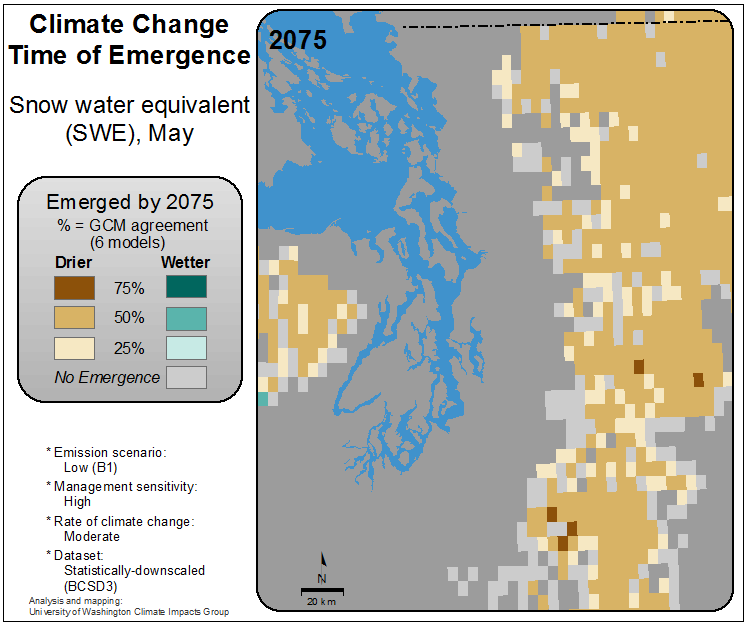 Climate Change
Time of Emergence
Snow water equivalent
(SWE), May
Emerged by 2075
% = GCM agreement
(6 models)
Drier Wetter
75%
50%
25%
No Emergence
* Emission scenario:
Low (B1)
* Management sensitivity:
High
* Rate of climate change:
Moderate
* Dataset:
Statistically-downscaled
(BCSD3)
Analysis and mapping:
University of Washington Climate Impacts Group
2075
N
20 km